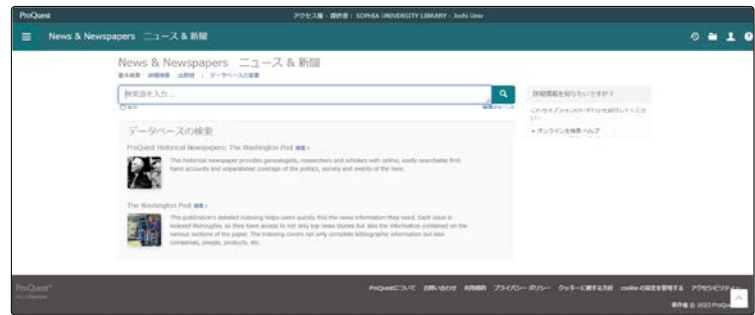 ProQuest
アクセス権・提供者： SOPHIA UNIVERSITY LIBRARY - Jochi Univ
News & Newspapers ニュース & 新聞
News & Newspapers ニュース & 新聞
基本検索 詳細検索 出版物 | データベースの変更
検索語を入力...
全文
詳細情報を知りたいですか？
オンライン検索 ヘルプ
データベースの検索
ProQuest Historical Newspapers: The Washington Post 検索 ›
This historical newspaper provides genealogists, researchers and scholars with online, easily searchable first-
hand accounts and unparalleled coverage of the politics, society and events of the time.
The Washington Post 検索 ›
This publication's detailed indexing helps users quickly find the news information they need. Each issue is
indexed thoroughly, so they have access to not only top news stories but also the information contained on the
various sections of the paper. The indexing covers not only complete bibliographic information but also
companies, people, products, etc.
ProQuest
ProQuestについて お問い合わせ 利用規約 プライバシー ポリシー クッキーに関する方針 cookie の設定を管理する アクセシビリティ
著作権 © 2023 ProQuest